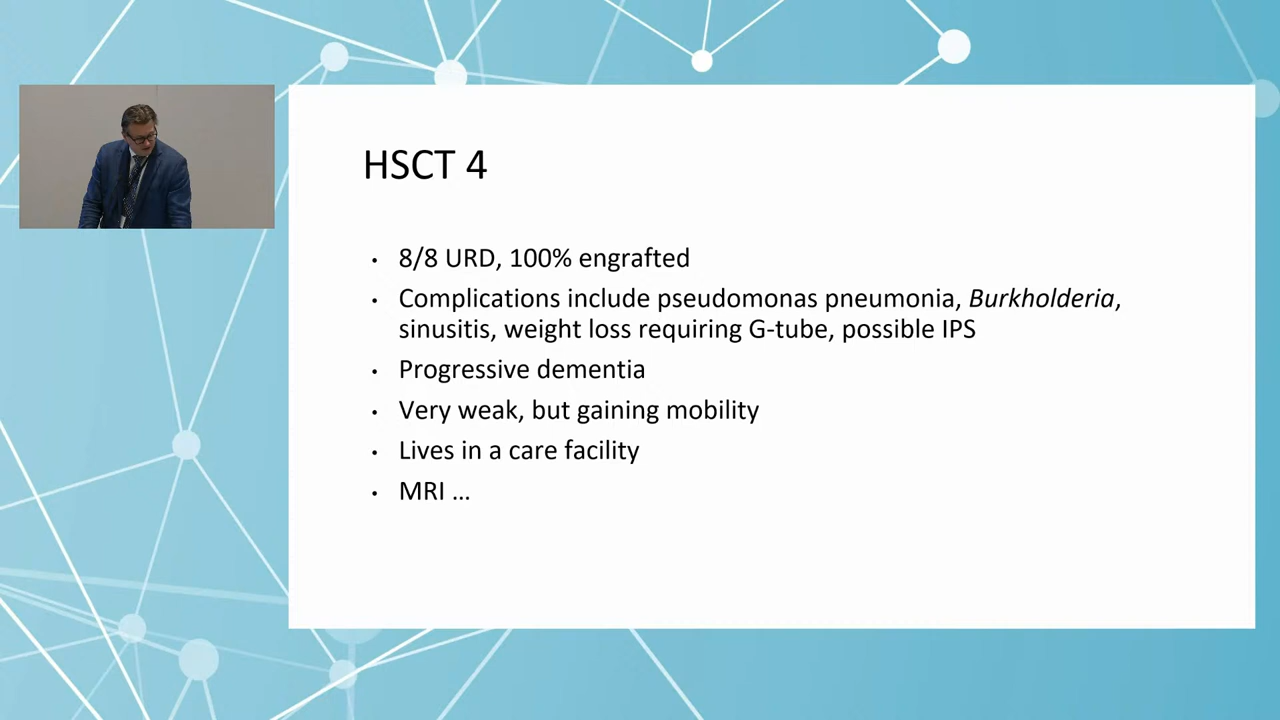 HSCT 4
• 8/8 URD, 100% engrafted
• Complications include pseudomonas pneumonia, Burkholderia,
sinusitis, weight loss requiring G-tube, possible IPS
• Progressive dementia
• Very weak, but gaining mobility
• Lives in a care facility
• MRI …